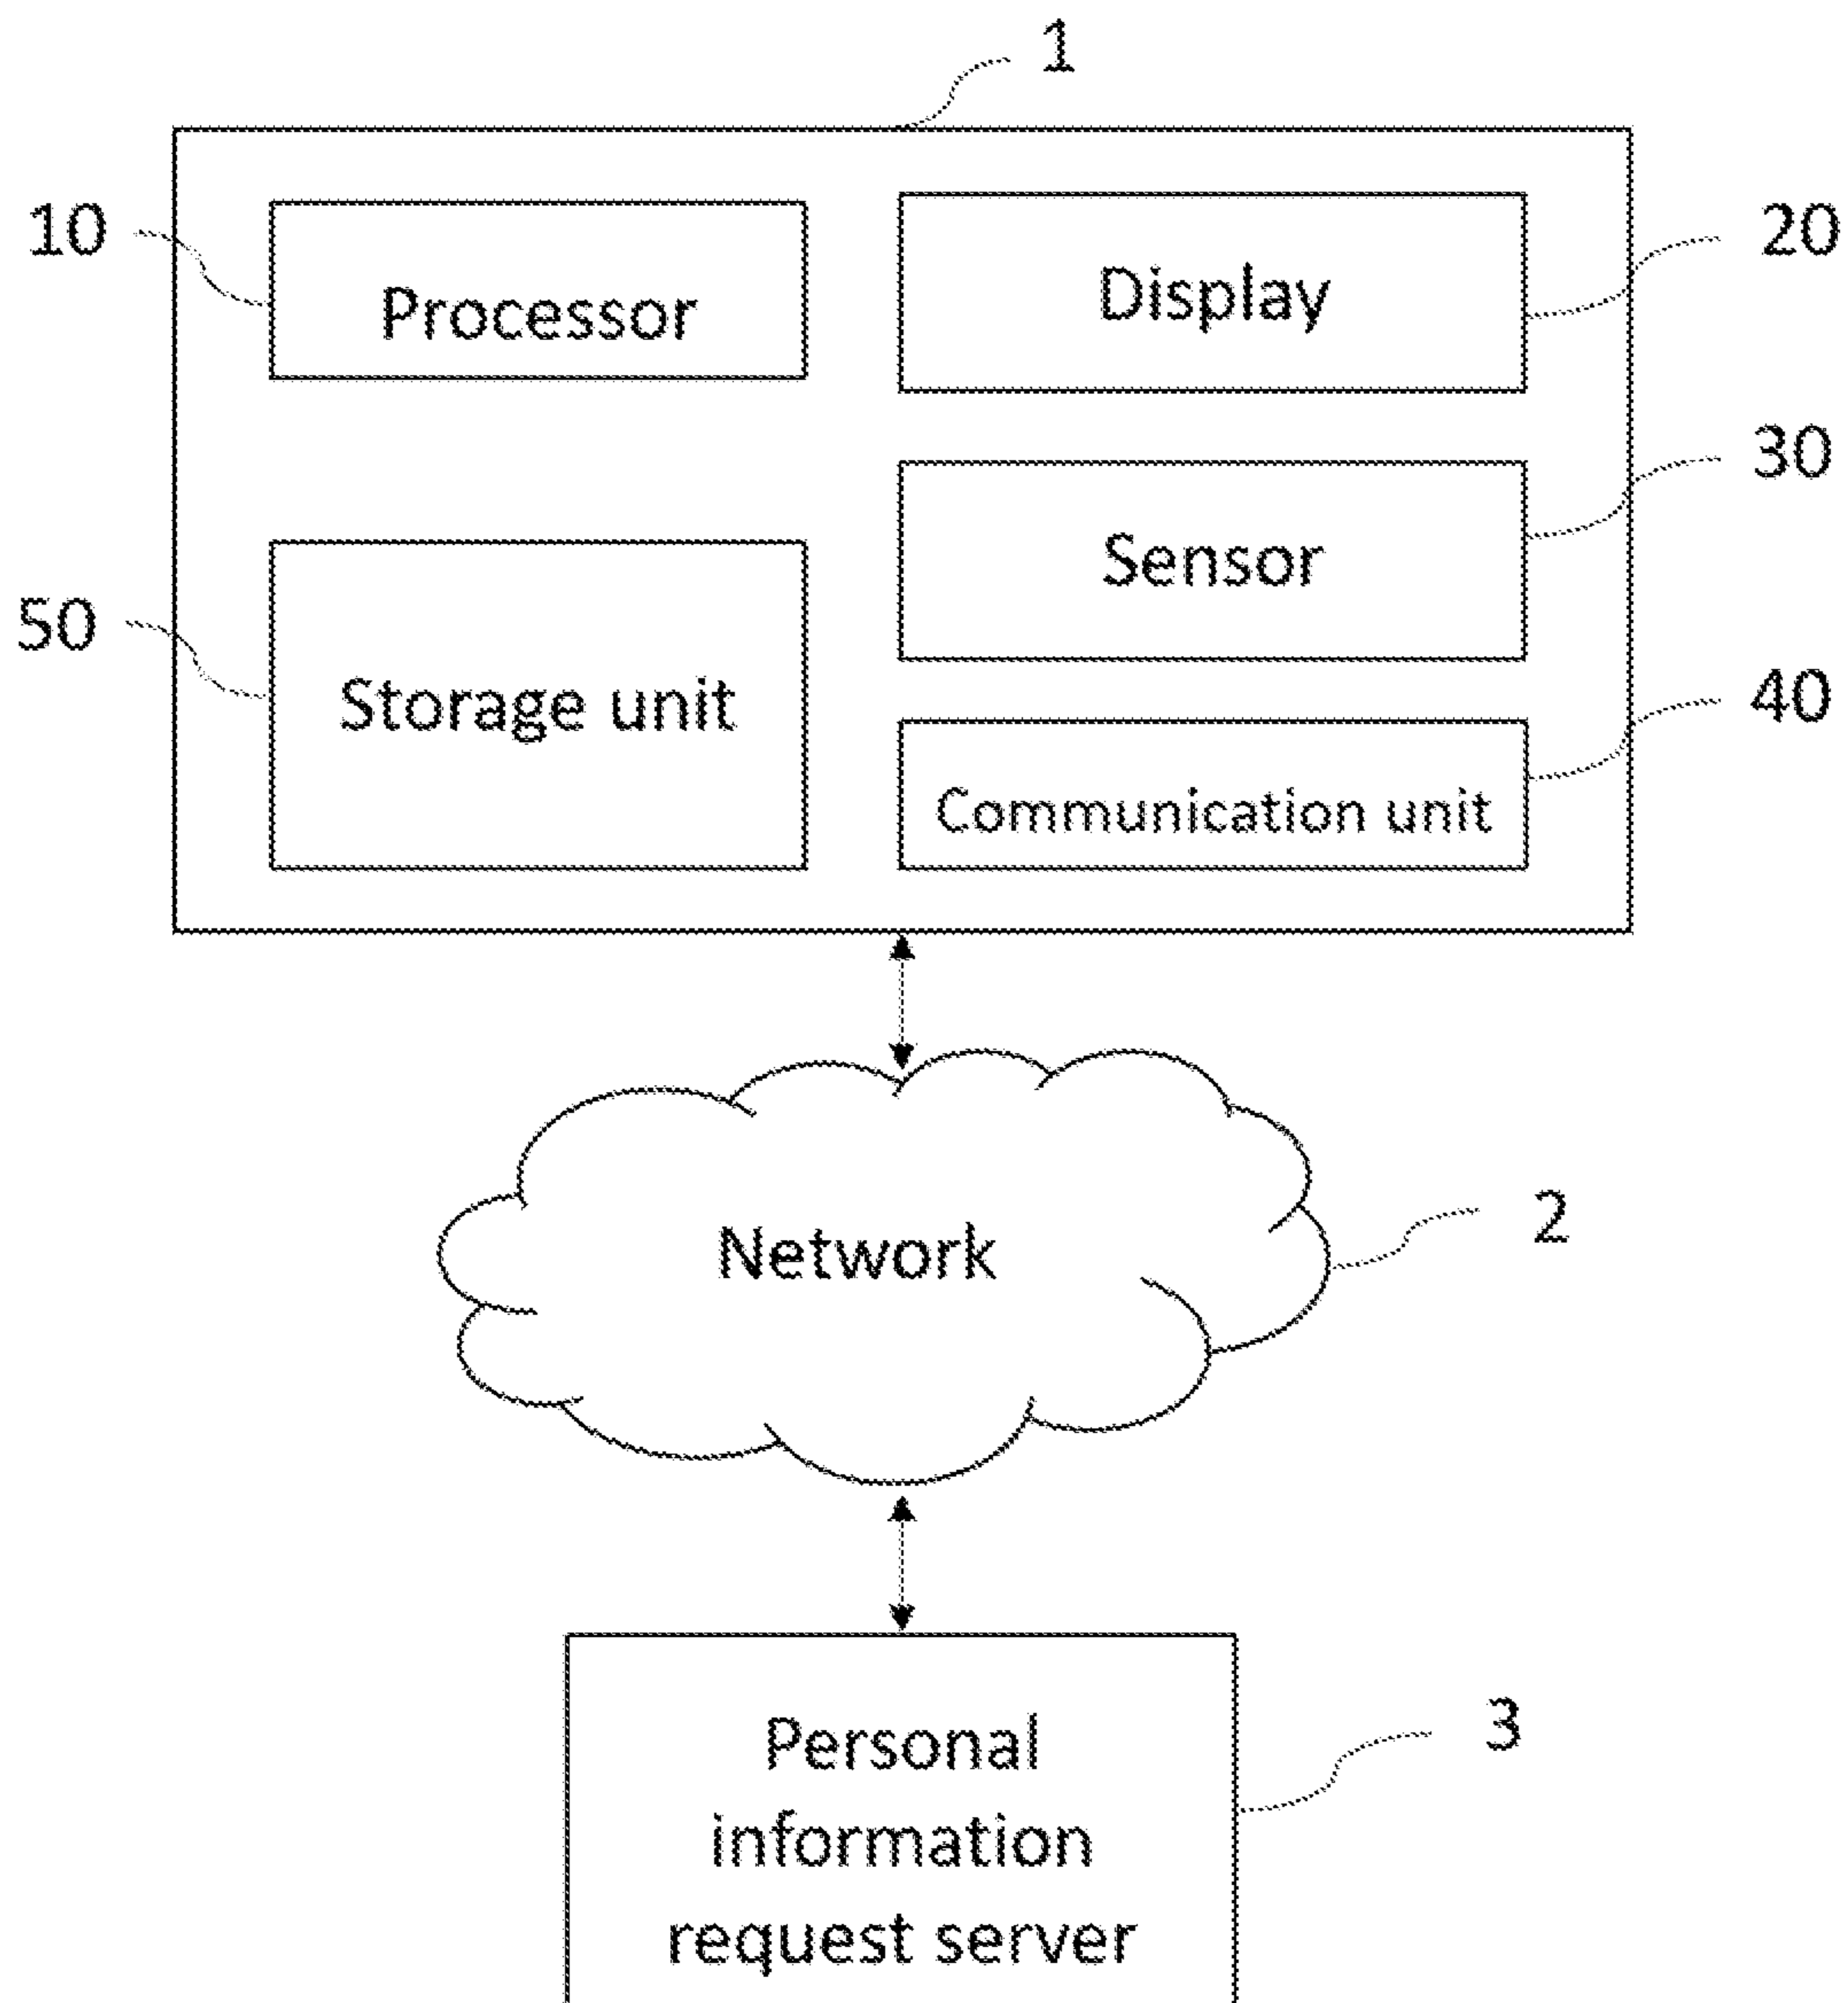 1
10
Processor
Display
20
30
Sensor
50
Storage unit
40
Communication unit
Network
2
Personal
information
request server
3